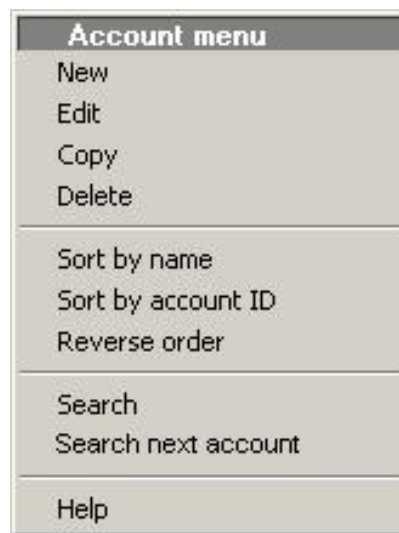 Account menu
New
Edit
Copy
Delete
Sort by name
Sort by account ID
Reverse order
Search
Search next account
Help